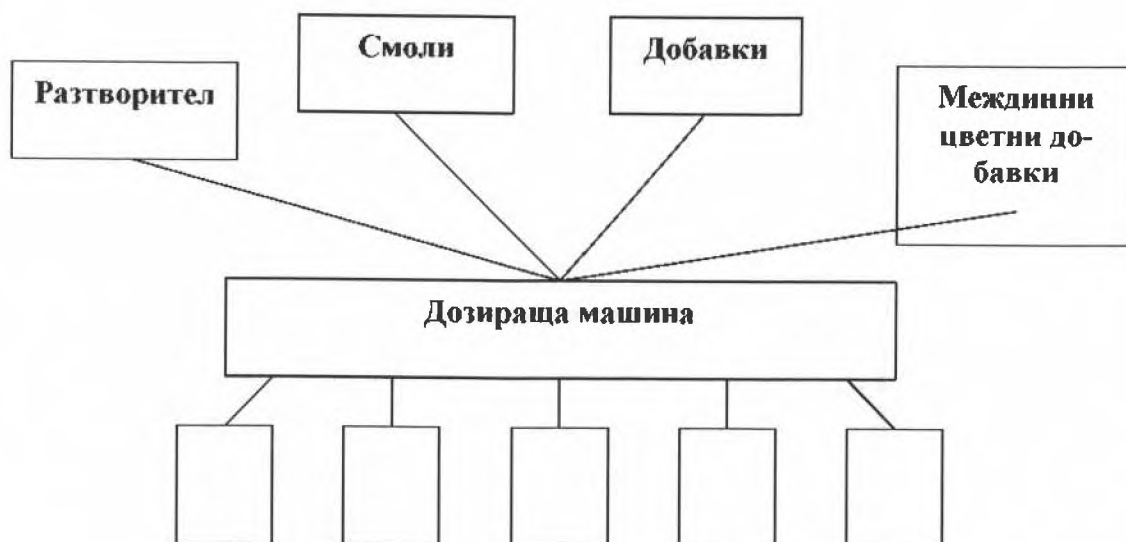 Разтворител
Смоли
Добавки
Междинни
цветни до-
бавки
Дозираща машина